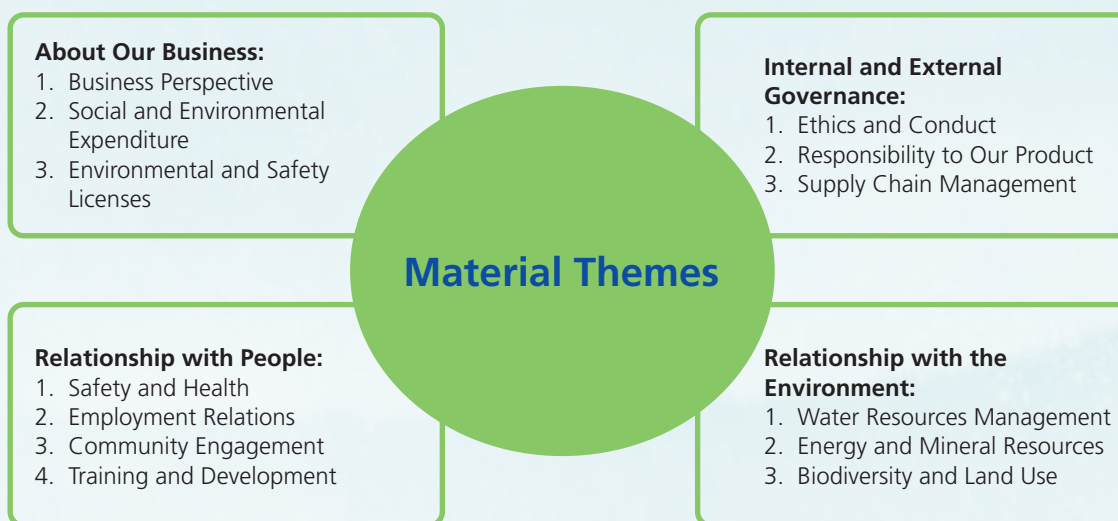 About Our Business:
1. Business Perspective
2. Social and Environmental
Expenditure
3. Environmental and Safety
Licenses
Internal and External
Governance:
1. Ethics and Conduct
2. Responsibility to Our Product
3. Supply Chain Management
Material Themes
Relationship with People:
1. Safety and Health
2. Employment Relations
3. Community Engagement
4. Training and Development
Relationship with the
Environment:
1. Water Resources Management
2. Energy and Mineral Resources
3. Biodiversity and Land Use